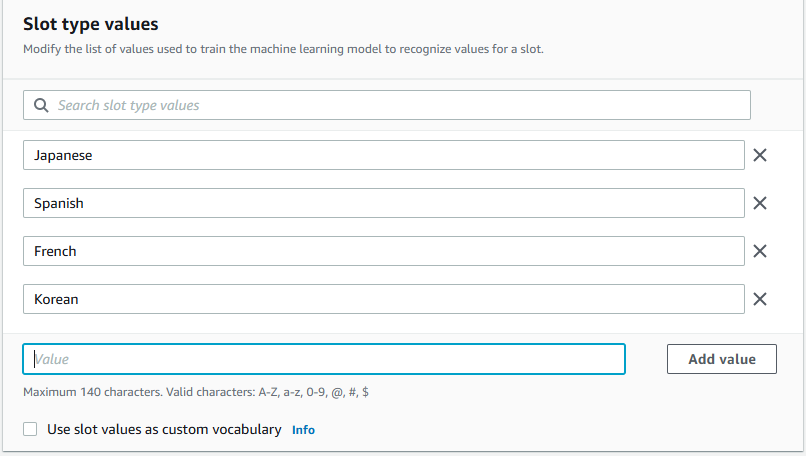 Slot type values
Modify the list of values used to train the machine learning model to recognize values for a slot.
Search slot type values
Japanese
Spanish
French
Korean
Value
Add value
Maximum 140 characters. Valid characters: A-Z, a-z, 0-9, @, #, $
Use slot values as custom vocabulary Info